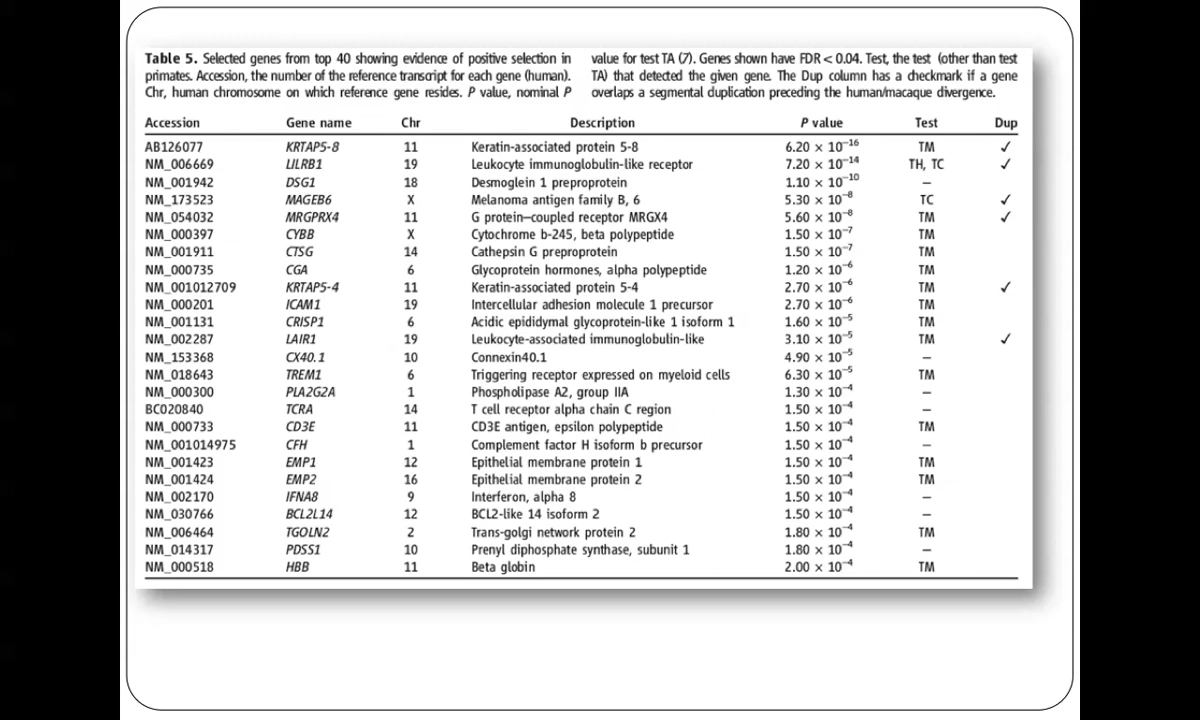 Table 5. Selected genes from top 40 showing evidence of positive selection in
primates. Accession, the number of the reference transcript for each gene (human).
Chr, human chromosome on which reference gene resides. P value, nominal P
value for test TA (7). Genes shown have FDR < 0.04. Test, the test (other than test
TA) that detected the given gene. The Dup column has a checkmark if a gene
overlaps a segmental duplication preceding the human/macaque divergence.
Accession Gene name Chr Description P value Test Dup
AB126077 KRTAP5-8 11 Keratin-associated protein 5-8 6.20 × 10⁻¹⁶ TM ✓
NM_006669 LILRB1 19 Leukocyte immunoglobulin-like receptor 7.20 × 10⁻¹⁴ TH, TC ✓
NM_001942 DSG1 18 Desmoglein 1 preproprotein 1.10 × 10⁻¹⁰ –
NM_173523 MAGEB6 X Melanoma antigen family B, 6 5.30 × 10⁻⁸ TC ✓
NM_054032 MRGPRX4 11 G protein–coupled receptor MRGX4 5.60 × 10⁻⁸ TM ✓
NM_000397 CYBB X Cytochrome b-245, beta polypeptide 1.50 × 10⁻⁷ TM
NM_001911 CTSG 14 Cathepsin G preproprotein 1.50 × 10⁻⁷ TM
NM_000735 CGA 6 Glycoprotein hormones, alpha polypeptide 1.20 × 10⁻⁶ TM
NM_001012709 KRTAP5-4 11 Keratin-associated protein 5-4 2.70 × 10⁻⁶ TM ✓
NM_000201 ICAM1 19 Intercellular adhesion molecule 1 precursor 2.70 × 10⁻⁶ TM
NM_001131 CRISP1 6 Acidic epididymal glycoprotein-like 1 isoform 1 1.60 × 10⁻⁵ TM
NM_002287 LAIR1 19 Leukocyte-associated immunoglobulin-like 3.10 × 10⁻⁵ TM ✓
NM_153368 CX40.1 10 Connexin40.1 4.90 × 10⁻⁵ –
NM_018643 TREM1 6 Triggering receptor expressed on myeloid cells 6.30 × 10⁻⁵ TM
NM_000300 PLA2G2A 1 Phospholipase A2, group IIA 1.30 × 10⁻⁴ –
BC020840 TCRA 14 T cell receptor alpha chain C region 1.50 × 10⁻⁴ –
NM_000733 CD3E 11 CD3E antigen, epsilon polypeptide 1.50 × 10⁻⁴ TM
NM_001014975 CFH 1 Complement factor H isoform b precursor 1.50 × 10⁻⁴ –
NM_001423 EMP1 12 Epithelial membrane protein 1 1.50 × 10⁻⁴ TM
NM_001424 EMP2 16 Epithelial membrane protein 2 1.50 × 10⁻⁴ TM
NM_002170 IFNA8 9 Interferon, alpha 8 1.50 × 10⁻⁴ –
NM_030766 BCL2L14 12 BCL2-like 14 isoform 2 1.50 × 10⁻⁴ –
NM_006464 TGOLN2 2 Trans-golgi network protein 2 1.80 × 10⁻⁴ TM
NM_014317 PDSS1 10 Prenyl diphosphate synthase, subunit 1 1.80 × 10⁻⁴ –
NM_000518 HBB 11 Beta globin 2.00 × 10⁻⁴ TM